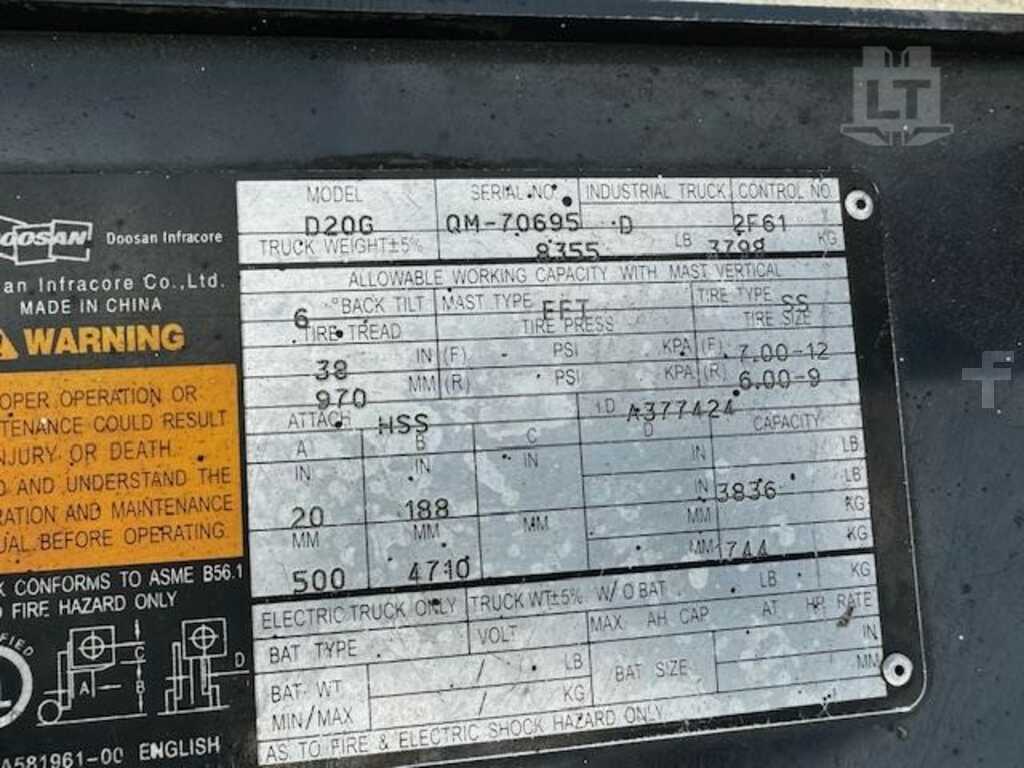 LT
DOOSAN Doosan Infracore
an Infracore Co.,Ltd.
MADE IN CHINA
WARNING
OPER OPERATION OR
TENANCE COULD RESULT
NJURY OR DEATH.
D AND UNDERSTAND THE
RATION AND MAINTENANCE
UAL BEFORE OPERATING.
K CONFORMS TO ASME B56.1
O FIRE HAZARD ONLY
FIED
A B C D
A581961-00 ENGLISH
MODEL SERIAL NO. INDUSTRIAL TRUCK CONTROL NO.
D20G QM-70695 D 2F61
TRUCK WEIGHT±5% 8355 LB 3798 KG
ALLOWABLE WORKING CAPACITY WITH MAST VERTICAL
6 °BACK TILT MAST TYPE FFT TIRE TYPE SS
TIRE TREAD TIRE PRESS TIRE SIZE
38 IN (F) PSI KPA (F) 7.00-12
970 MM (R) PSI KPA (R) 6.00-9
ATTACH HSS I.D A377424
A B C D CAPACITY
IN IN IN IN LB
20 188 IN 3836 LB
MM MM MM MM KG
500 4710 MM 1744 KG
ELECTRIC TRUCK ONLY TRUCK WT±5% W/O BAT. LB KG
BAT TYPE VOLT MAX. AH CAP AT HR RATE
BAT. WT / LB BAT SIZE IN
MIN/MAX / KG MM
AS TO FIRE & ELECTRIC SHOCK HAZARD ONLY
f